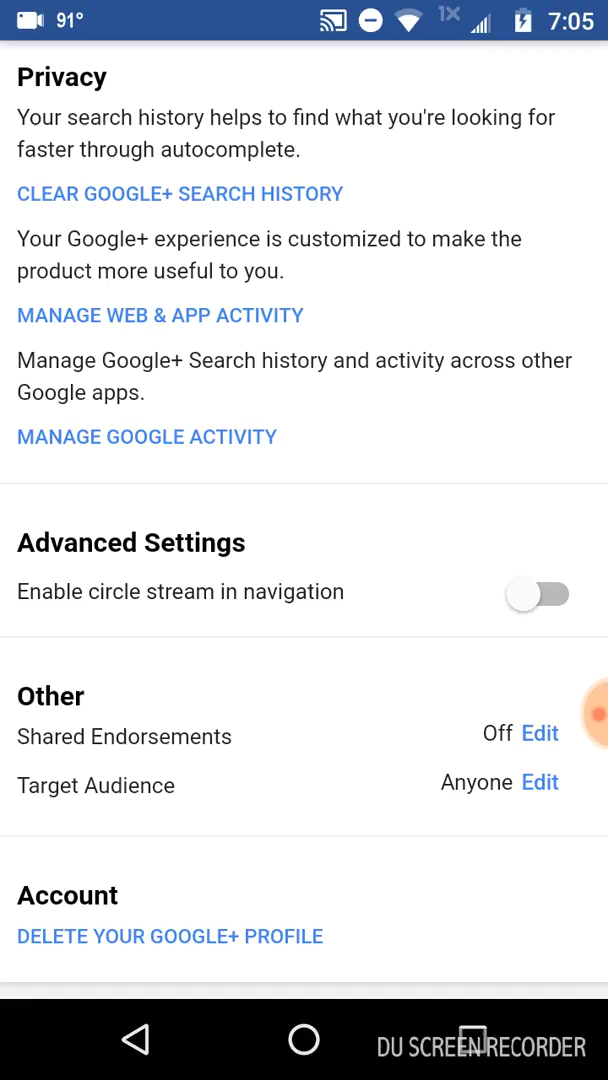 91°
1X
7:05
Privacy
Your search history helps to find what you're looking for
faster through autocomplete.
CLEAR GOOGLE+ SEARCH HISTORY
Your Google+ experience is customized to make the
product more useful to you.
MANAGE WEB & APP ACTIVITY
Manage Google+ Search history and activity across other
Google apps.
MANAGE GOOGLE ACTIVITY
Advanced Settings
Enable circle stream in navigation
Other
Shared Endorsements Off Edit
Target Audience Anyone Edit
Account
DELETE YOUR GOOGLE+ PROFILE
DU SCREEN RECORDER